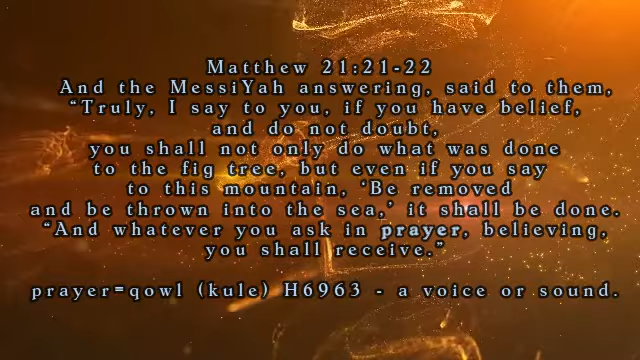 Matthew 21:21-22
And the MessiYah answering, said to them,
“Truly, I say to you, if you have belief,
and do not doubt,
you shall not only do what was done
to the fig tree, but even if you say
to this mountain, ‘Be removed
and be thrown into the sea,’ it shall be done.
“And whatever you ask in prayer, believing,
you shall receive.”
prayer=qowl (kule) H6963 - a voice or sound.